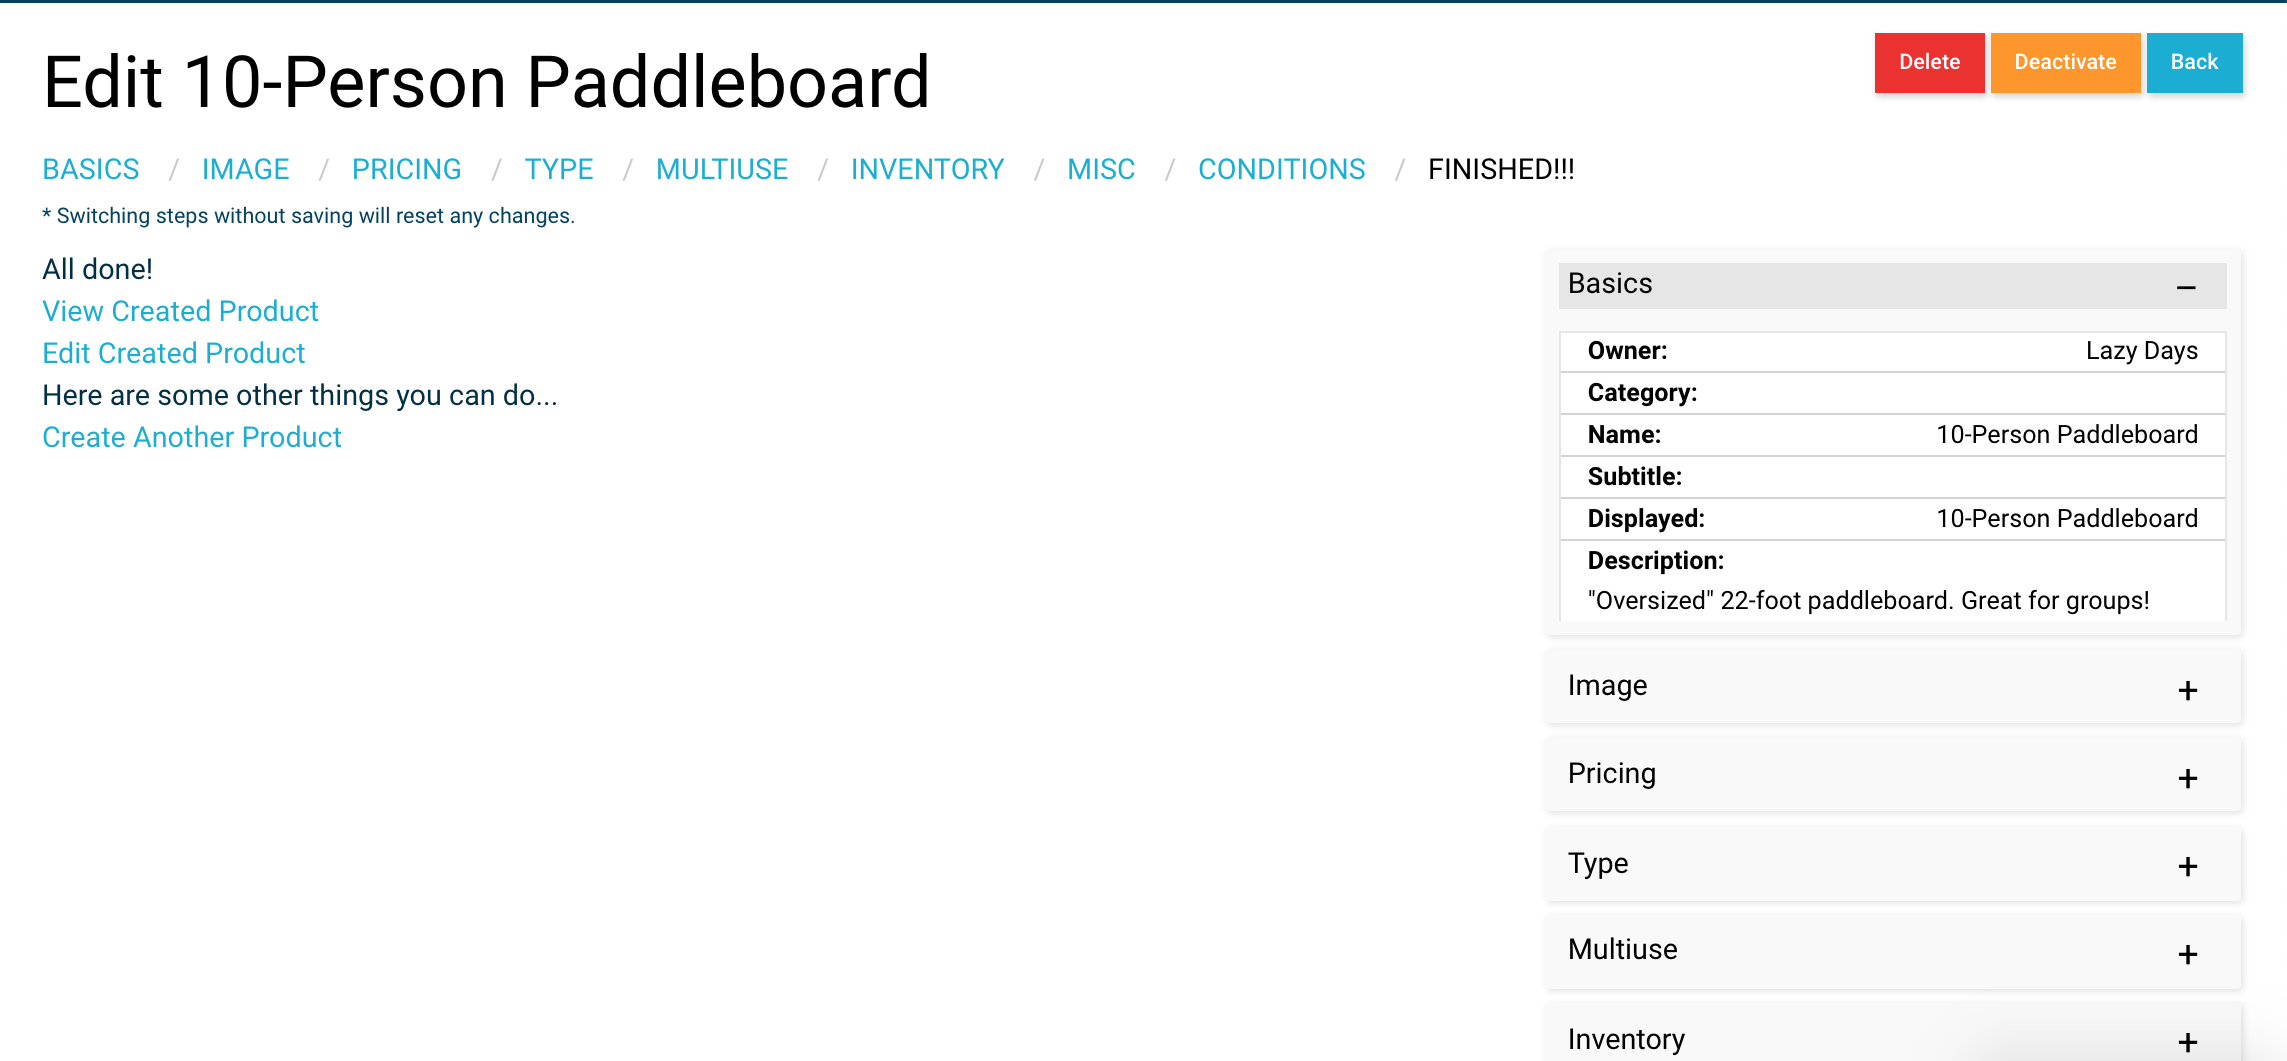 Edit 10-Person Paddleboard
Delete Deactivate Back
BASICS / IMAGE / PRICING / TYPE / MULTIUSE / INVENTORY / MISC / CONDITIONS / FINISHED!!!
* Switching steps without saving will reset any changes.
All done!
View Created Product
Edit Created Product
Here are some other things you can do...
Create Another Product
Basics –
Owner: Lazy Days
Category:
Name: 10-Person Paddleboard
Subtitle:
Displayed: 10-Person Paddleboard
Description:
"Oversized" 22-foot paddleboard. Great for groups!
Image +
Pricing +
Type +
Multiuse +
Inventory +